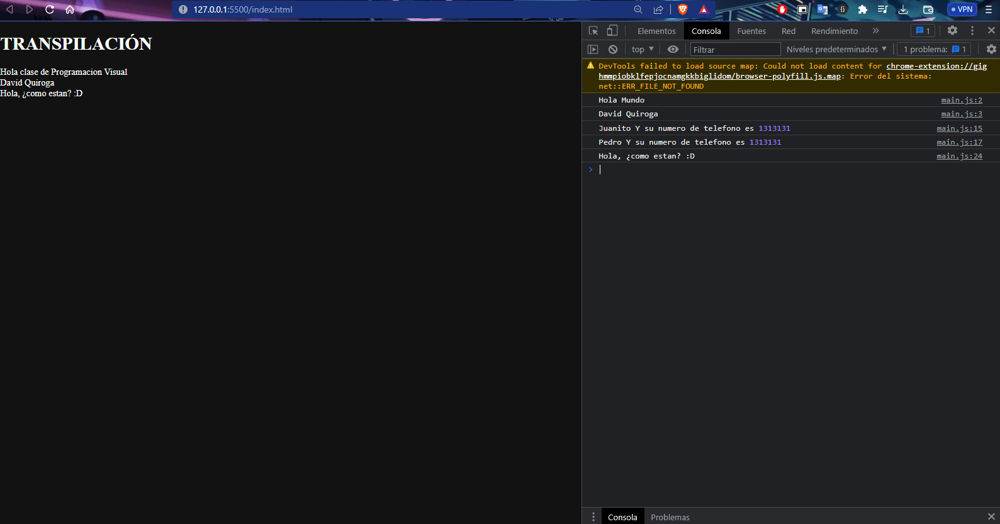 127.0.0.1:5500/index.html
VPN
TRANSPILACIÓN
Hola clase de Programacion Visual
David Quiroga
Hola, ¿como estan? :D
Elementos Consola Fuentes Red Rendimiento » 1
top Filtrar Niveles predeterminados 1 problema: 1
DevTools failed to load source map: Could not load content for chrome-extension://gig
hmmpiobklfepjocnamgkkbiglidom/browser-polyfill.js.map: Error del sistema:
net::ERR_FILE_NOT_FOUND
Hola Mundo main.js:2
David Quiroga main.js:3
Juanito Y su numero de telefono es 1313131 main.js:15
Pedro Y su numero de telefono es 1313131 main.js:17
Hola, ¿como estan? :D main.js:24
>
Consola Problemas